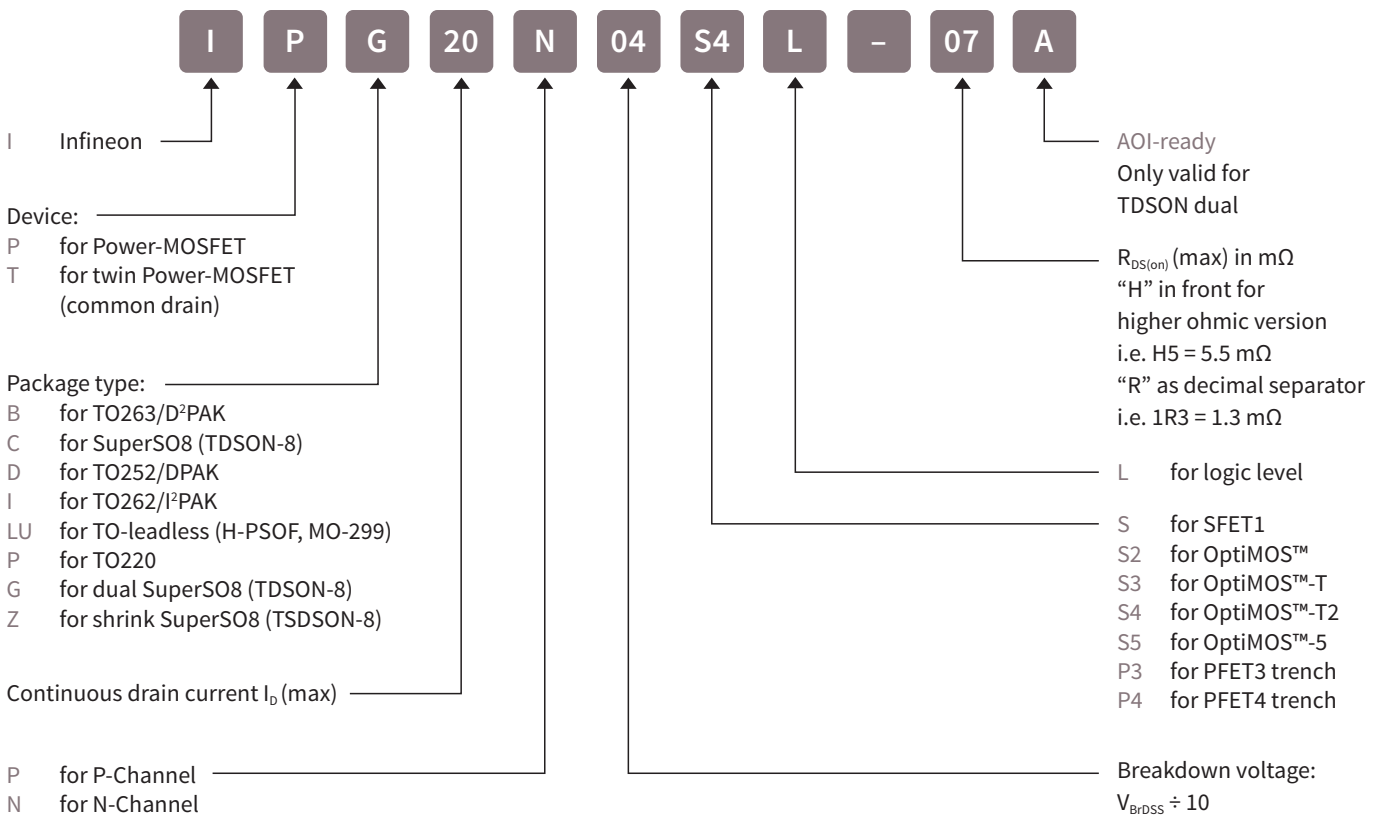 I P G 20 N 04 S4 L – 07 A
I Infineon
Device:
P for Power-MOSFET
T for twin Power-MOSFET
(common drain)
Package type:
B for TO263/D²PAK
C for SuperSO8 (TDSON-8)
D for TO252/DPAK
I for TO262/I²PAK
LU for TO-leadless (H-PSOF, MO-299)
P for TO220
G for dual SuperSO8 (TDSON-8)
Z for shrink SuperSO8 (TSDSON-8)
Continuous drain current I_D (max)
P for P-Channel
N for N-Channel
AOI-ready
Only valid for
TDSON dual
R_DS(on) (max) in mΩ
“H” in front for
higher ohmic version
i.e. H5 = 5.5 mΩ
“R” as decimal separator
i.e. 1R3 = 1.3 mΩ
L for logic level
S for SFET1
S2 for OptiMOS™
S3 for OptiMOS™-T
S4 for OptiMOS™-T2
S5 for OptiMOS™-5
P3 for PFET3 trench
P4 for PFET4 trench
Breakdown voltage:
V_BrDSS ÷ 10